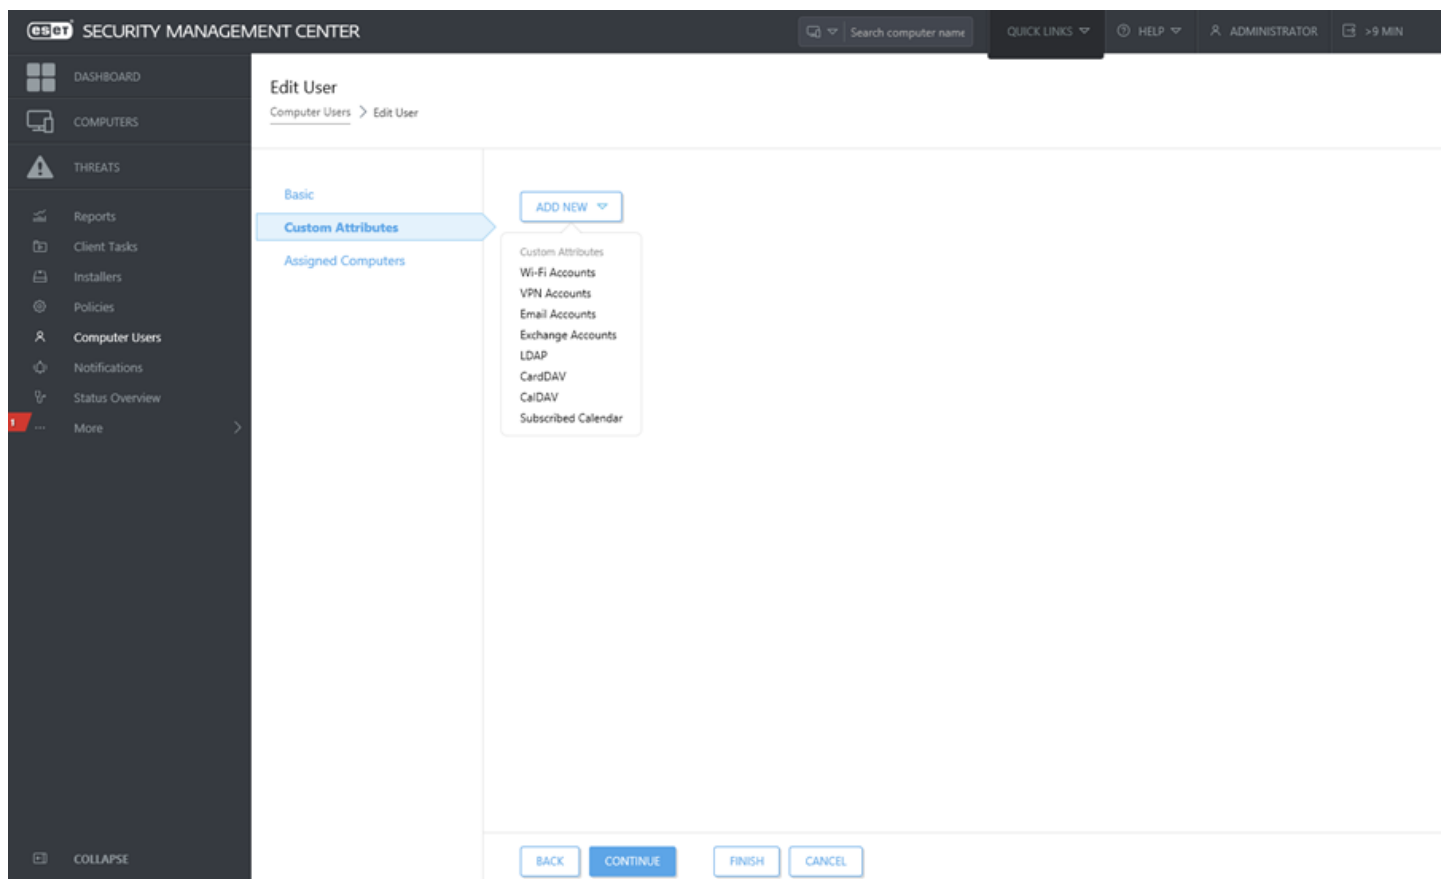 eset SECURITY MANAGEMENT CENTER
Search computer name
QUICK LINKS
HELP
ADMINISTRATOR
>9 MIN
DASHBOARD
COMPUTERS
THREATS
Reports
Client Tasks
Installers
Policies
Computer Users
Notifications
Status Overview
1
... More
COLLAPSE
Edit User
Computer Users > Edit User
Basic
Custom Attributes
Assigned Computers
ADD NEW
Custom Attributes
Wi-Fi Accounts
VPN Accounts
Email Accounts
Exchange Accounts
LDAP
CardDAV
CalDAV
Subscribed Calendar
BACK
CONTINUE
FINISH
CANCEL